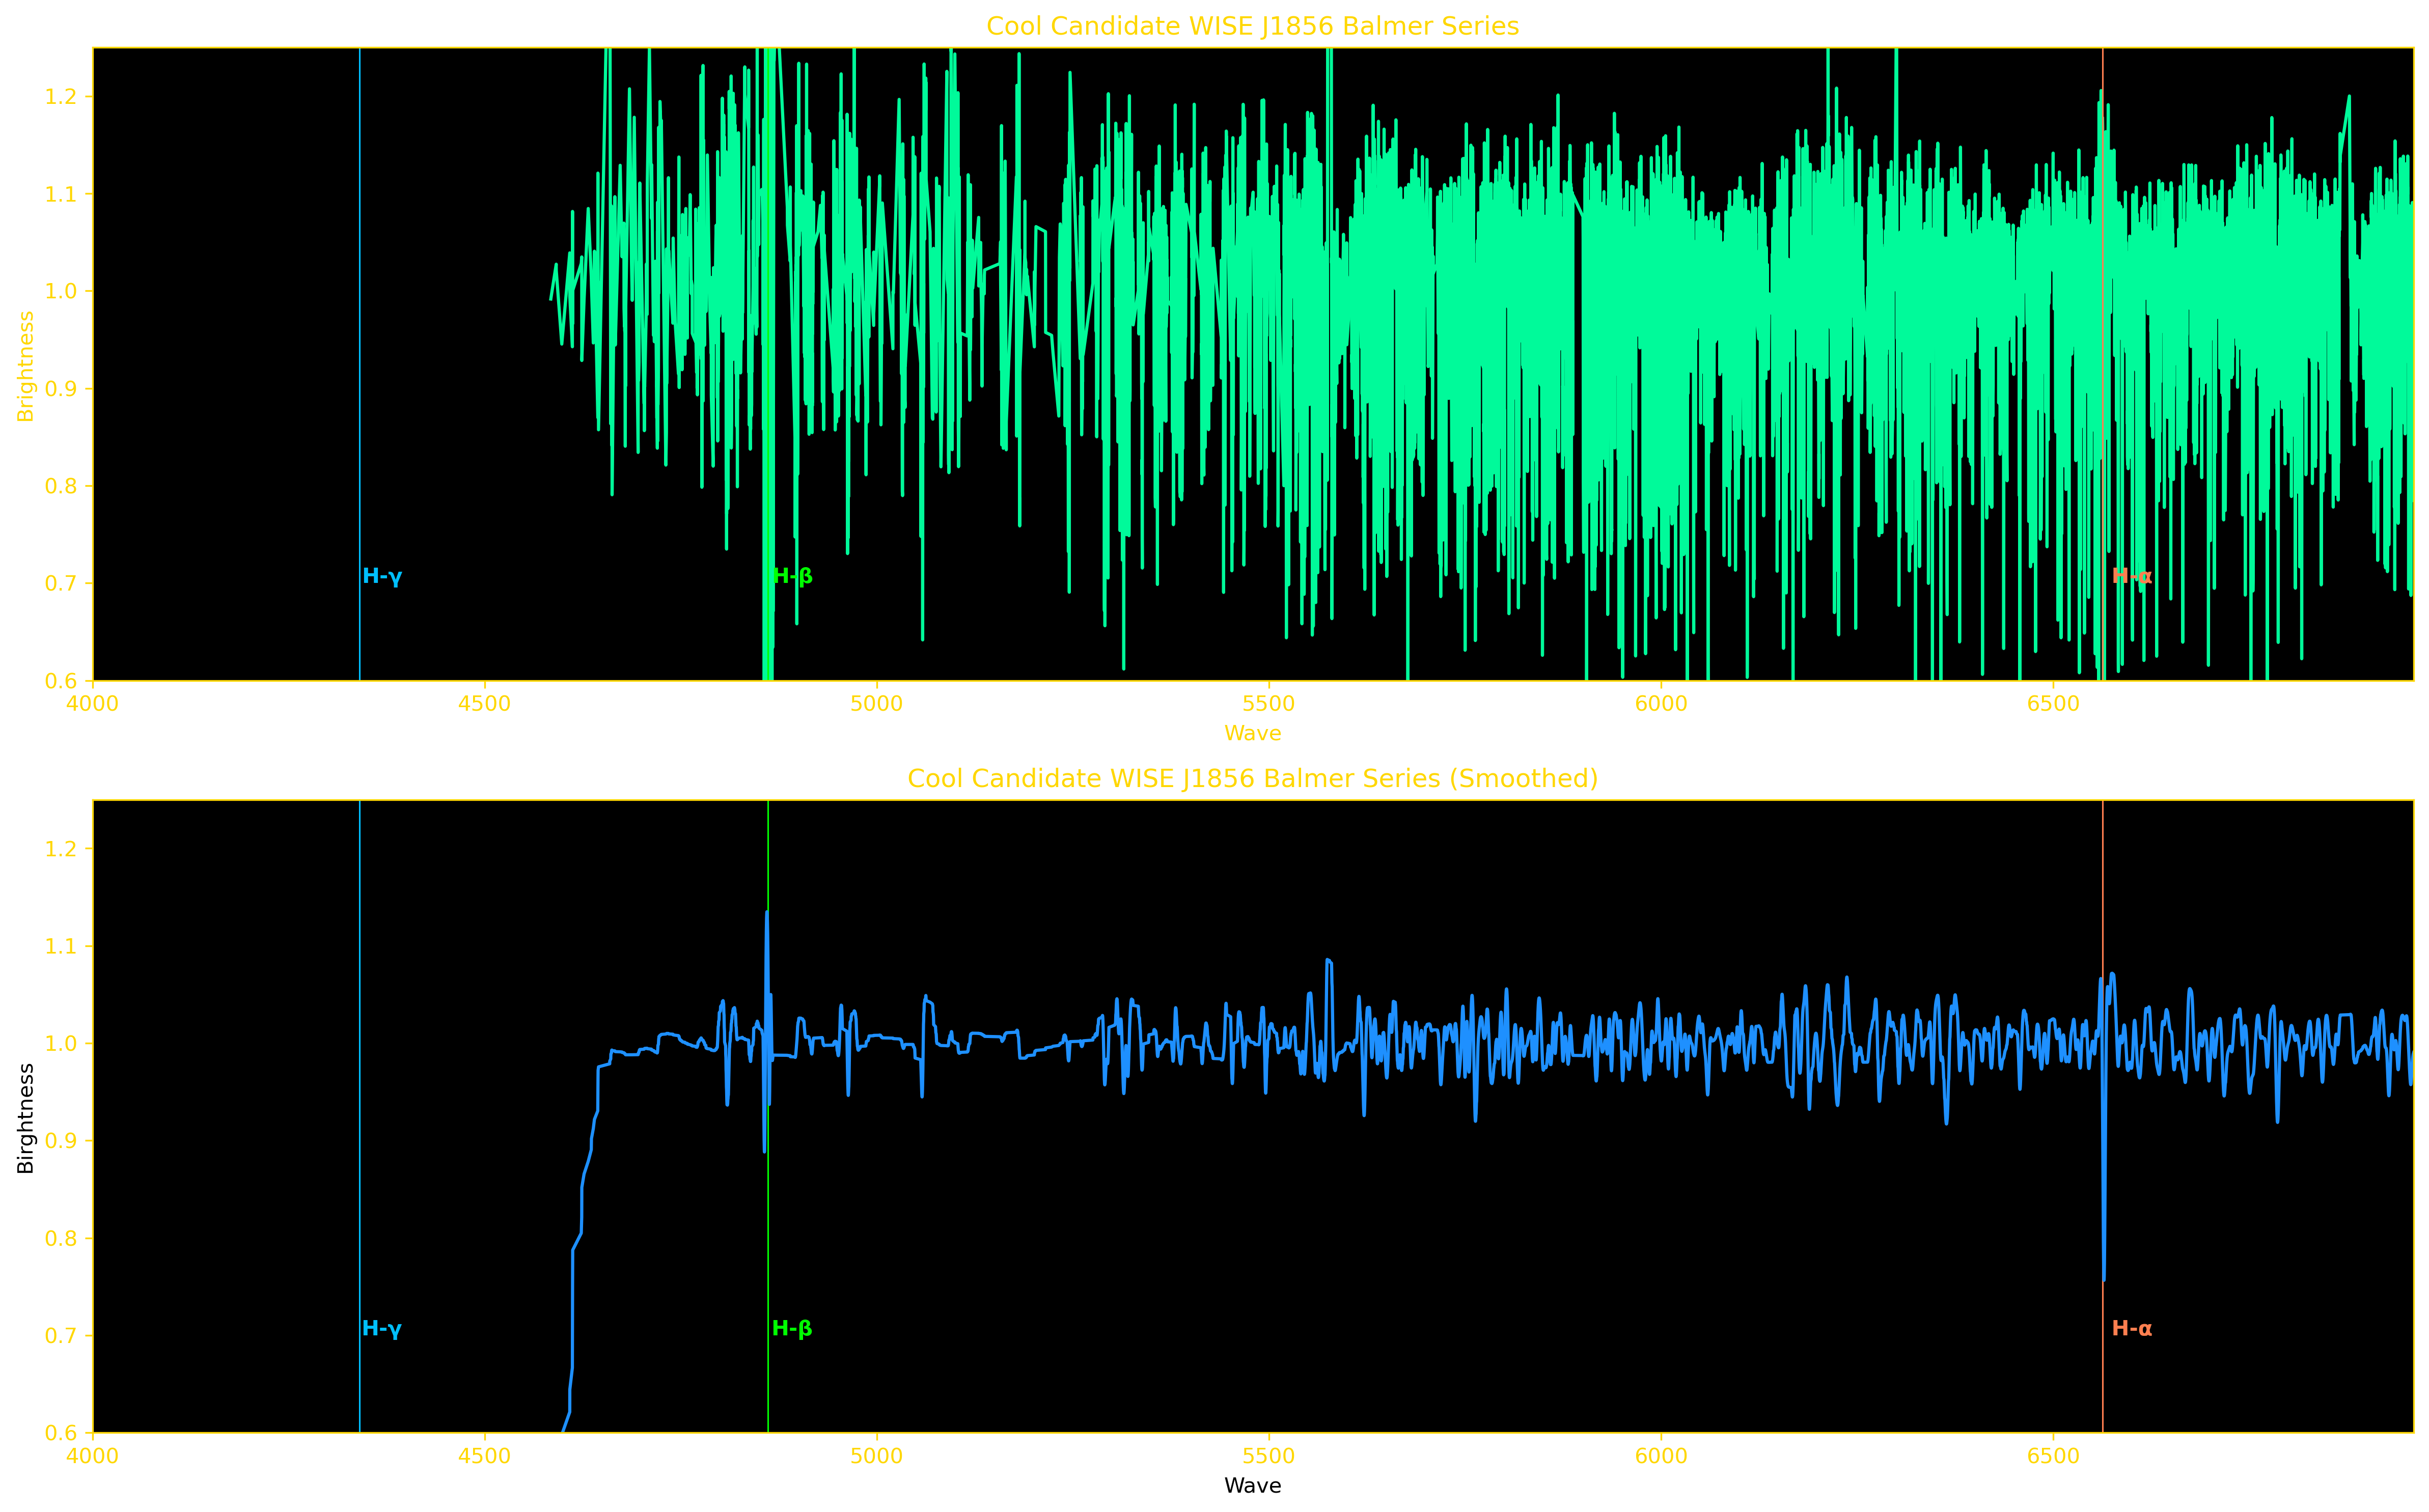 Cool Candidate WISE J1856 Balmer Series
1.2
1.1
1.0
0.9
0.8
0.7
0.6
Brightness
H-γ
H-β
H-α
4000 4500 5000 5500 6000 6500
Wave
Cool Candidate WISE J1856 Balmer Series (Smoothed)
1.2
1.1
1.0
0.9
0.8
0.7
0.6
Birghtness
H-γ
H-β
H-α
4000 4500 5000 5500 6000 6500
Wave